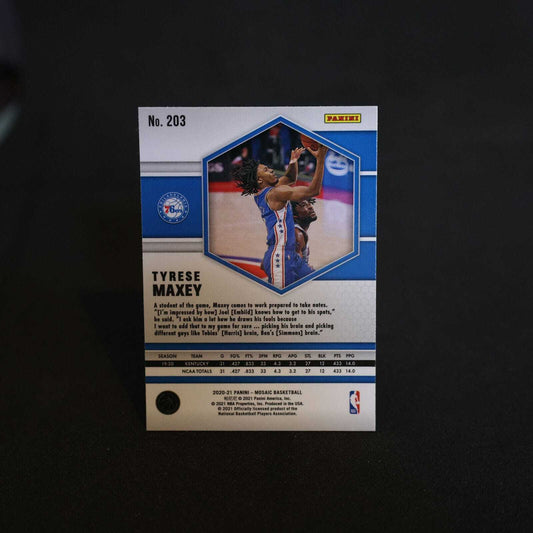 No. 203
PANINI
76ers
TYRESE
MAXEY
A student of the game, Maxey comes to work prepared to take notes.
"[I'm impressed by how] Joel [Embiid] knows how to get to his spots,"
he said. "I ask him a lot how he draws his fouls because
I want to add that to my game for sure ... picking his brain and picking
different guys like Tobias' [Harris] brain, Ben's [Simmons] brain."
SEASON TEAM G FG% FT% 3PM RPG APG STL BLK PTS PPG
19-20 KENTUCKY 31 .427 .833 33 4.3 3.2 27 12 433 14.0
NCAA TOTALS 31 .427 .833 33 4.3 3.2 27 12 433 14.0
2020-21 PANINI - MOSAIC BASKETBALL
© 2021 Panini America, Inc.
© 2021 NBA Properties, Inc. Produced in the USA.
© 2021 Officially licensed product of the
National Basketball Players Association.